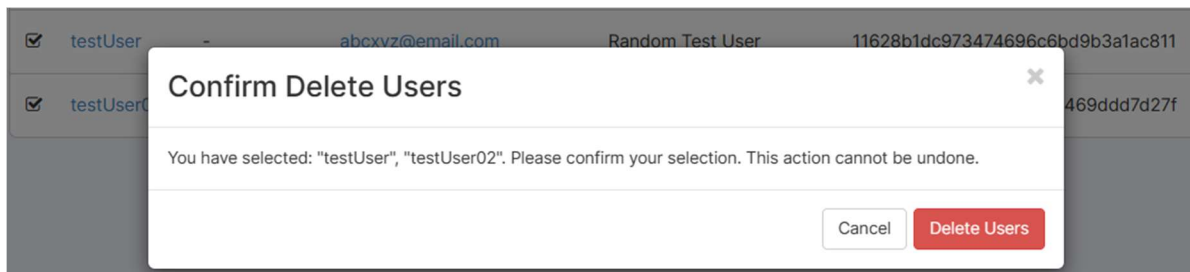 testUser - abcxyz@email.com Random Test User 11628b1dc973474696c6bd9b3a1ac811
Confirm Delete Users ×
testUser0 469ddd7d27f
You have selected: "testUser", "testUser02". Please confirm your selection. This action cannot be undone.
Cancel Delete Users